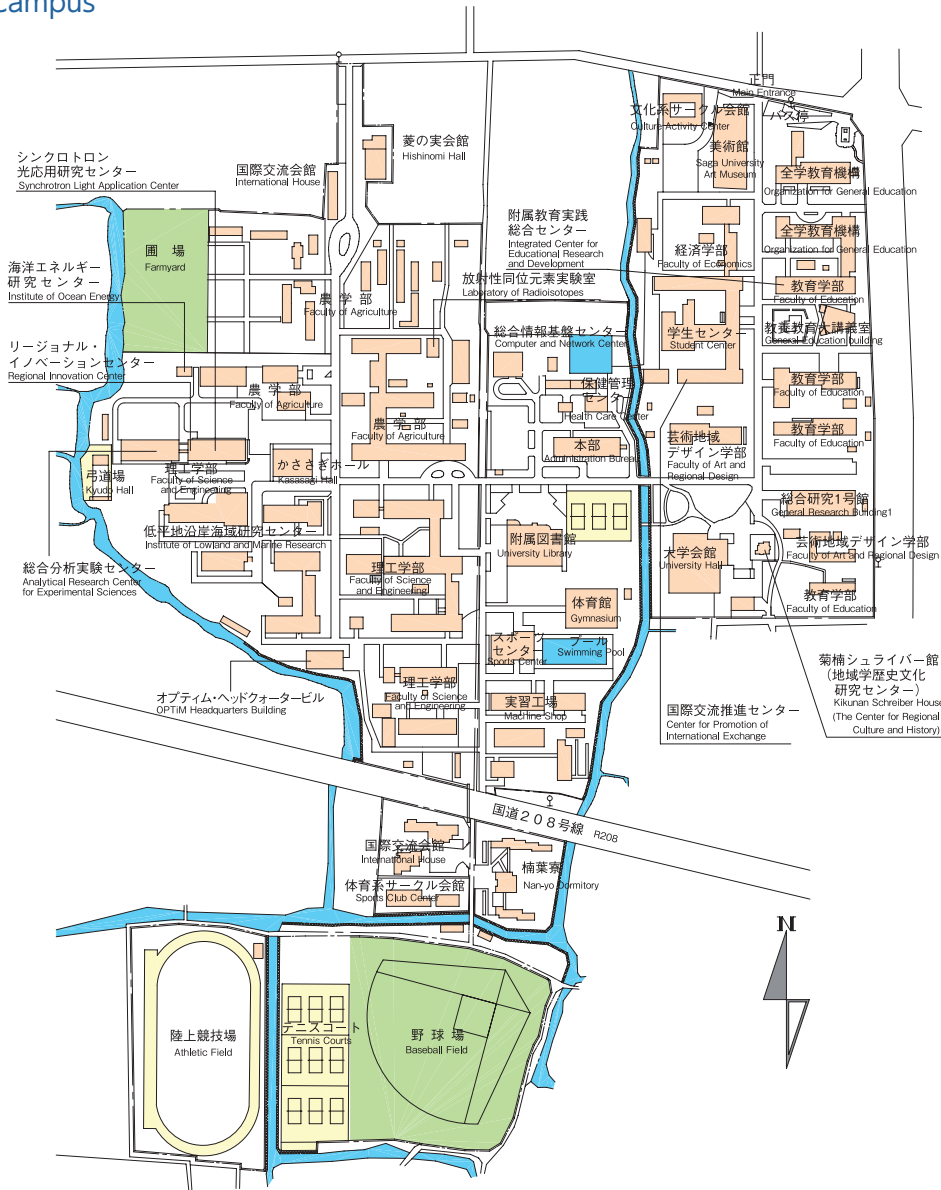 Campus
正門
Main Entrance
バス停
文化系サークル会館
Culture Activity Center
美術館
Saga University
Art Museum
菱の実会館
Hishinomi Hall
シンクロトロン
光応用研究センター
Synchrotron Light Application Center
国際交流会館
International House
全学教育機構
Organization for General Education
附属教育実践
総合センター
Integrated Center for
Educational Research
and Development
全学教育機構
Organization for General Education
圃場
Farmyard
経済学部
Faculty of Economics
海洋エネルギー
研究センター
Institute of Ocean Energy
放射性同位元素実験室
Laboratory of Radioisotopes
教育学部
Faculty of Education
農学部
Faculty of Agriculture
総合情報基盤センター
Computer and Network Center
学生センター
Student Center
教養教育大講義室
General Education building
リージョナル・
イノベーションセンター
Regional Innovation Center
農学部
Faculty of Agriculture
保健管理
センター
Health Care Center
教育学部
Faculty of Education
農学部
Faculty of Agriculture
本部
Administration Bureau
芸術地域
デザイン学部
Faculty of Art and
Regional Design
教育学部
Faculty of Education
弓道場
Kyudo Hall
理工学部
Faculty of Science
and Engineering
かささぎホール
Kasasagi Hall
総合研究1号館
General Research Building1
低平地沿岸海域研究センター
Institute of Lowland and Marine Research
附属図書館
University Library
大学会館
University Hall
芸術地域デザイン学部
Faculty of Art and Regional Design
総合分析実験センター
Analytical Research Center
for Experimental Sciences
理工学部
Faculty of Science
and Engineering
体育館
Gymnasium
教育学部
Faculty of Education
スポーツ
センター
Sports Center
プール
Swimming Pool
菊楠シュライバー館
(地域学歴史文化
研究センター)
Kikunan Schreiber House
(The Center for Regional
Culture and History)
オプティム・ヘッドクォータービル
OPTiM Headquarters Building
理工学部
Faculty of Science
and Engineering
実習工場
Machine Shop
国際交流推進センター
Center for Promotion of
International Exchange
国道208号線 R208
国際交流会館
International House
楠葉寮
Nan-yo Dormitory
体育系サークル会館
Sports Club Center
N
陸上競技場
Athletic Field
テニスコート
Tennis Courts
野球場
Baseball Field